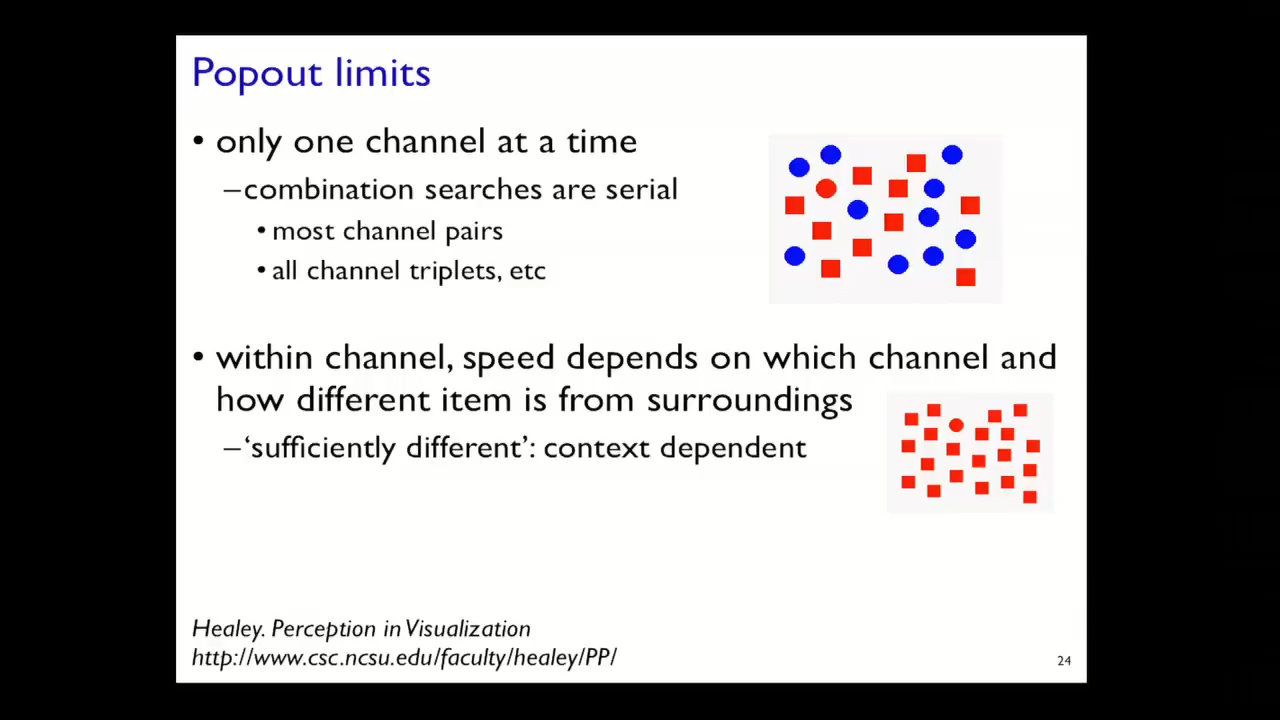 Popout limits
• only one channel at a time
–combination searches are serial
• most channel pairs
• all channel triplets, etc
• within channel, speed depends on which channel and
how different item is from surroundings
–‘sufficiently different’: context dependent
Healey. Perception in Visualization
http://www.csc.ncsu.edu/faculty/healey/PP/
24